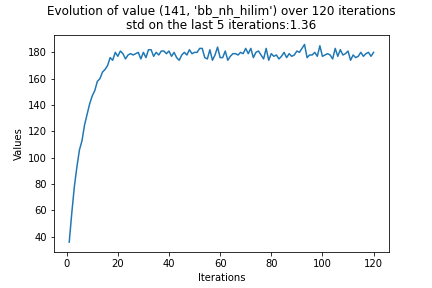 Evolution of value (141, 'bb_nh_hilim') over 120 iterations
std on the last 5 iterations:1.36
180
160
140
120
100
80
60
40
Values
0 20 40 60 80 100 120
Iterations